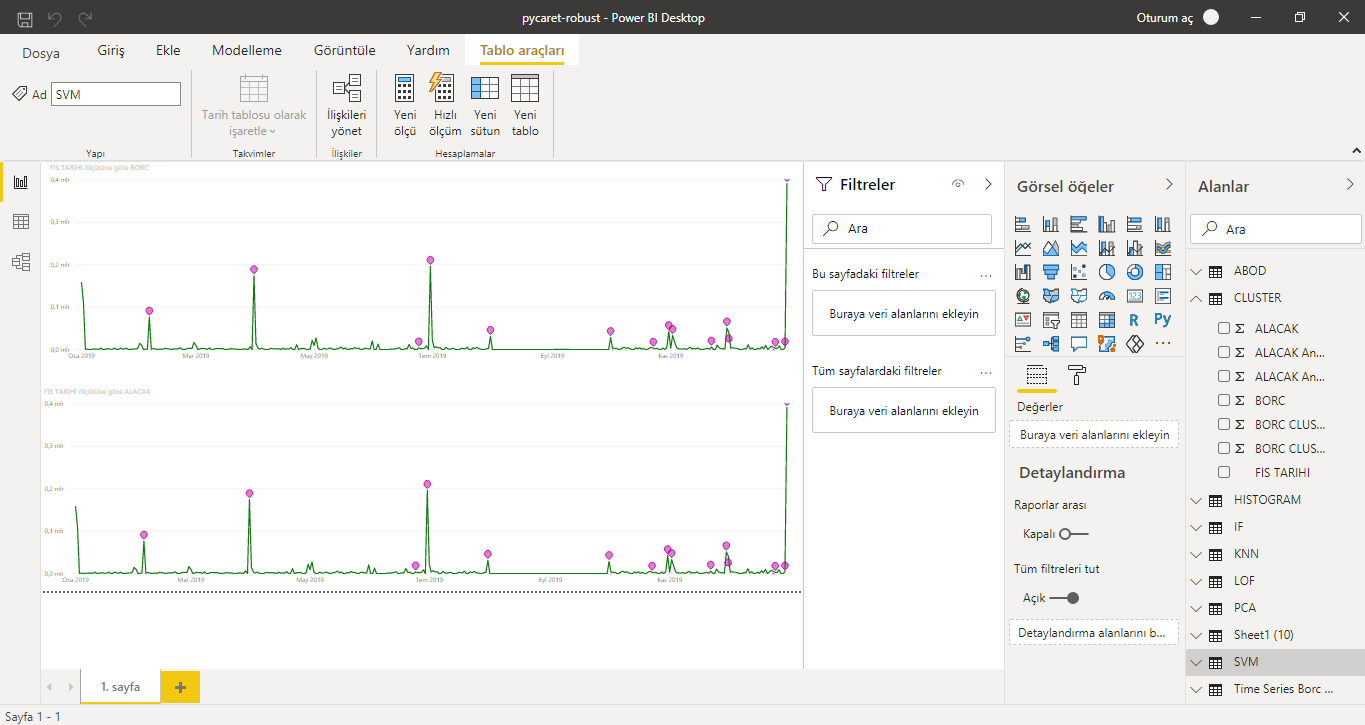 pycaret-robust - Power BI Desktop
Oturum aç
Dosya
Giriş
Ekle
Modelleme
Görüntüle
Yardım
Tablo araçları
Ad
SVM
Tarih tablosu olarak
işaretle
İlişkileri
yönet
Yeni
ölçü
Hızlı
ölçüm
Yeni
sütun
Yeni
tablo
Yapı
Takvimler
İlişkiler
Hesaplamalar
FIS TARIHI ölçütüne göre BORC
0,4 mlr
0,3 mlr
0,2 mlr
0,1 mlr
0,0 mlr
Oca 2019
Mar 2019
May 2019
Tem 2019
Eyl 2019
Kas 2019
FIS TARIHI ölçütüne göre ALACAK
0,4 mlr
0,3 mlr
0,2 mlr
0,1 mlr
0,0 mlr
Oca 2019
Mar 2019
May 2019
Tem 2019
Eyl 2019
Kas 2019
1. sayfa
Sayfa 1 - 1
Filtreler
Ara
Bu sayfadaki filtreler
...
Buraya veri alanlarını ekleyin
Tüm sayfalardaki filtreler
...
Buraya veri alanlarını ekleyin
Görsel öğeler
123
R
Py
...
Değerler
Buraya veri alanlarını ekleyin
Detaylandırma
Raporlar arası
Kapalı
Tüm filtreleri tut
Açık
Detaylandırma alanlarını b...
Alanlar
Ara
ABOD
CLUSTER
Σ ALACAK
Σ ALACAK An...
Σ ALACAK An...
Σ BORC
Σ BORC CLUS...
Σ BORC CLUS...
FIS TARIHI
HISTOGRAM
IF
KNN
LOF
PCA
Sheet1 (10)
SVM
Time Series Borc ...